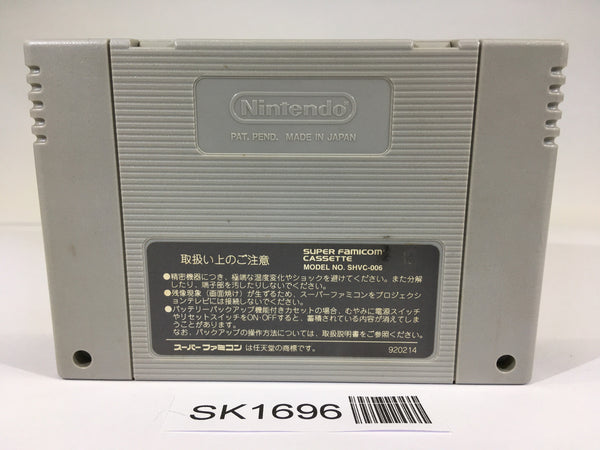 Nintendo
PAT. PEND. MADE IN JAPAN
取扱い上のご注意
SUPER FAMICOM
CASSETTE
MODEL NO. SHVC-006
●精密機器につき、極端な温度変化やショックを避けてください。また分解
したり、端子部を汚したりしないでください。
●残像現象（画面焼け）が生ずるため、スーパーファミコンをプロジェクシ
ョンテレビには接続しないでください。
●バッテリーバックアップ機能付きカセットの場合、むやみに電源スイッチ
やリセットスイッチをON・OFFすると、蓄積されている内容が消えてしま
うことがあります。
なお、バックアップの操作方法については、取扱説明書をご参照ください。
スーパーファミコン は任天堂の商標です。
920214
SK1696